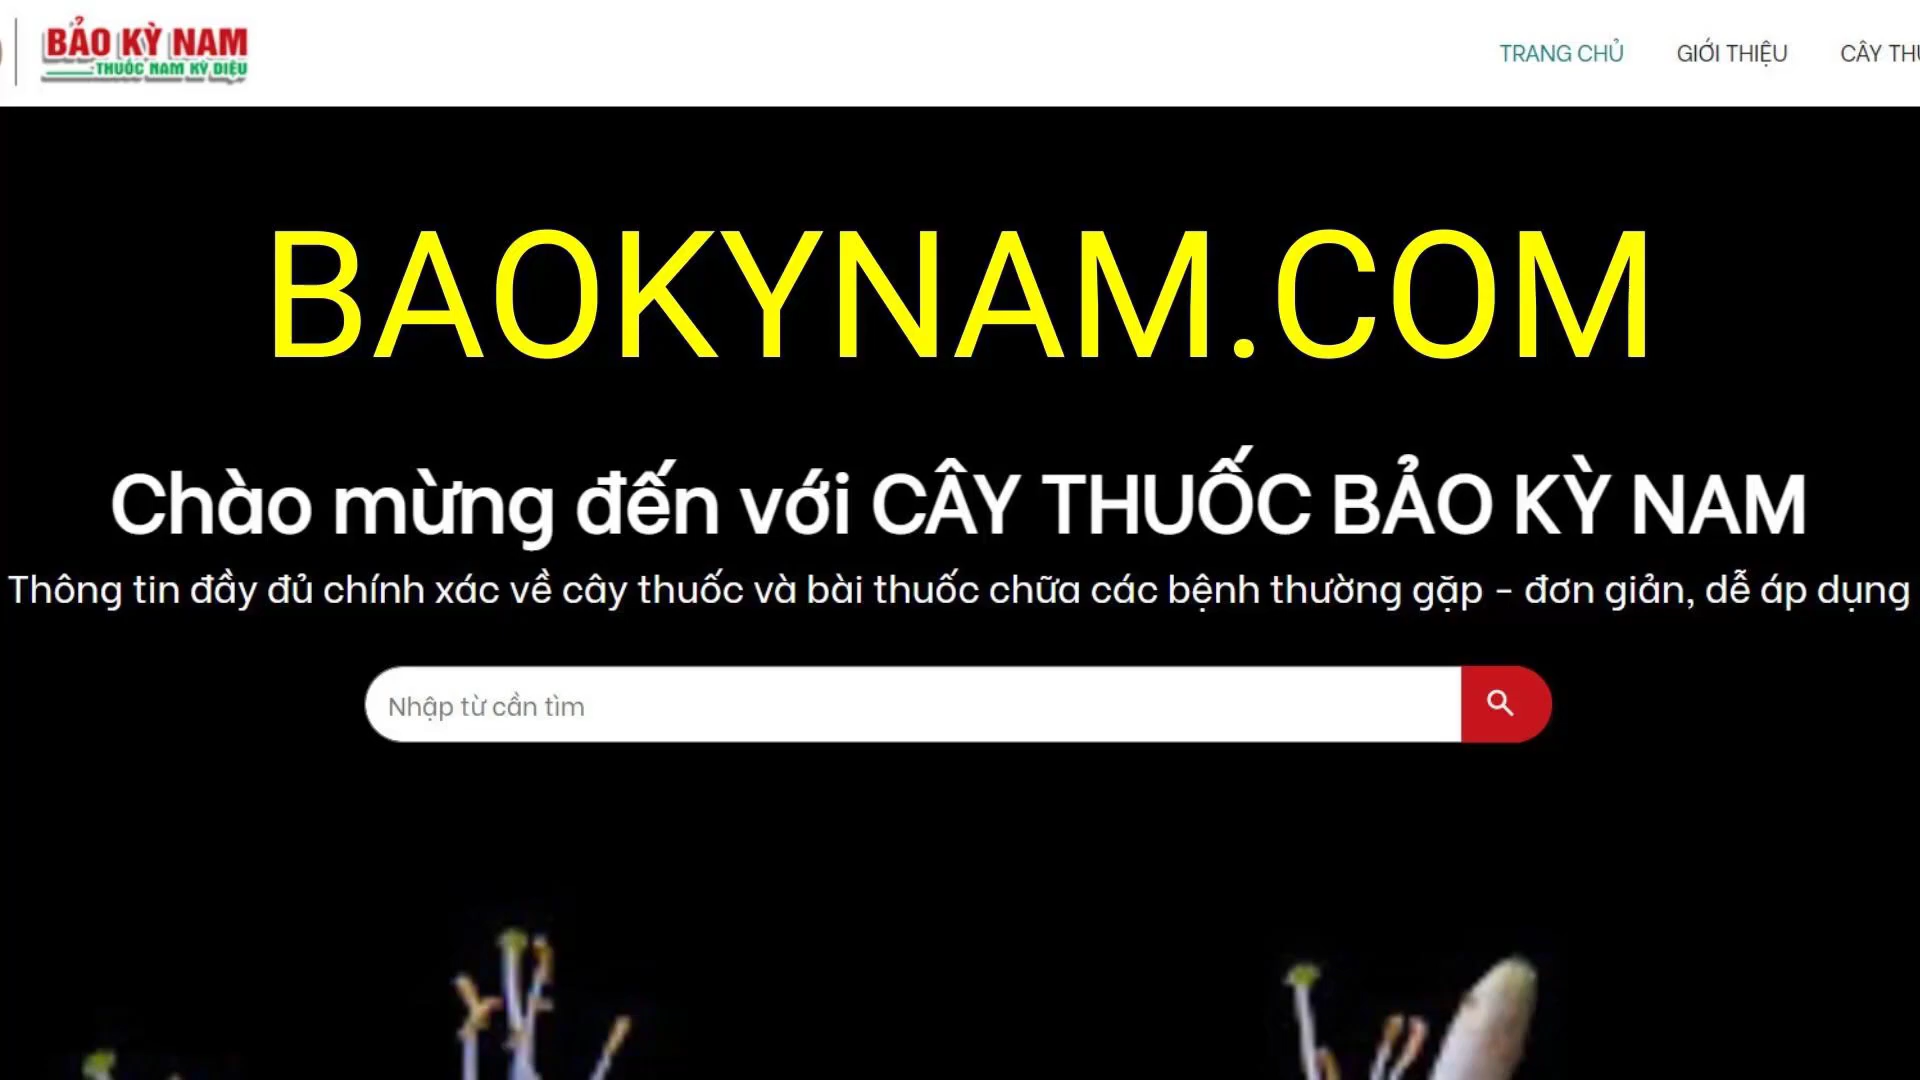 BẢO KỲ NAM
THUỐC NAM KỲ DIỆU
TRANG CHỦ
GIỚI THIỆU
CÂY
BAOKYNAM.COM
Chào mừng đến với CÂY THUỐC BẢO KỲ NAM
Thông tin đầy đủ chính xác về cây thuốc và bài thuốc chữa các bệnh thường gặp - đơn giản, dễ áp dụng
Nhập từ cần tìm